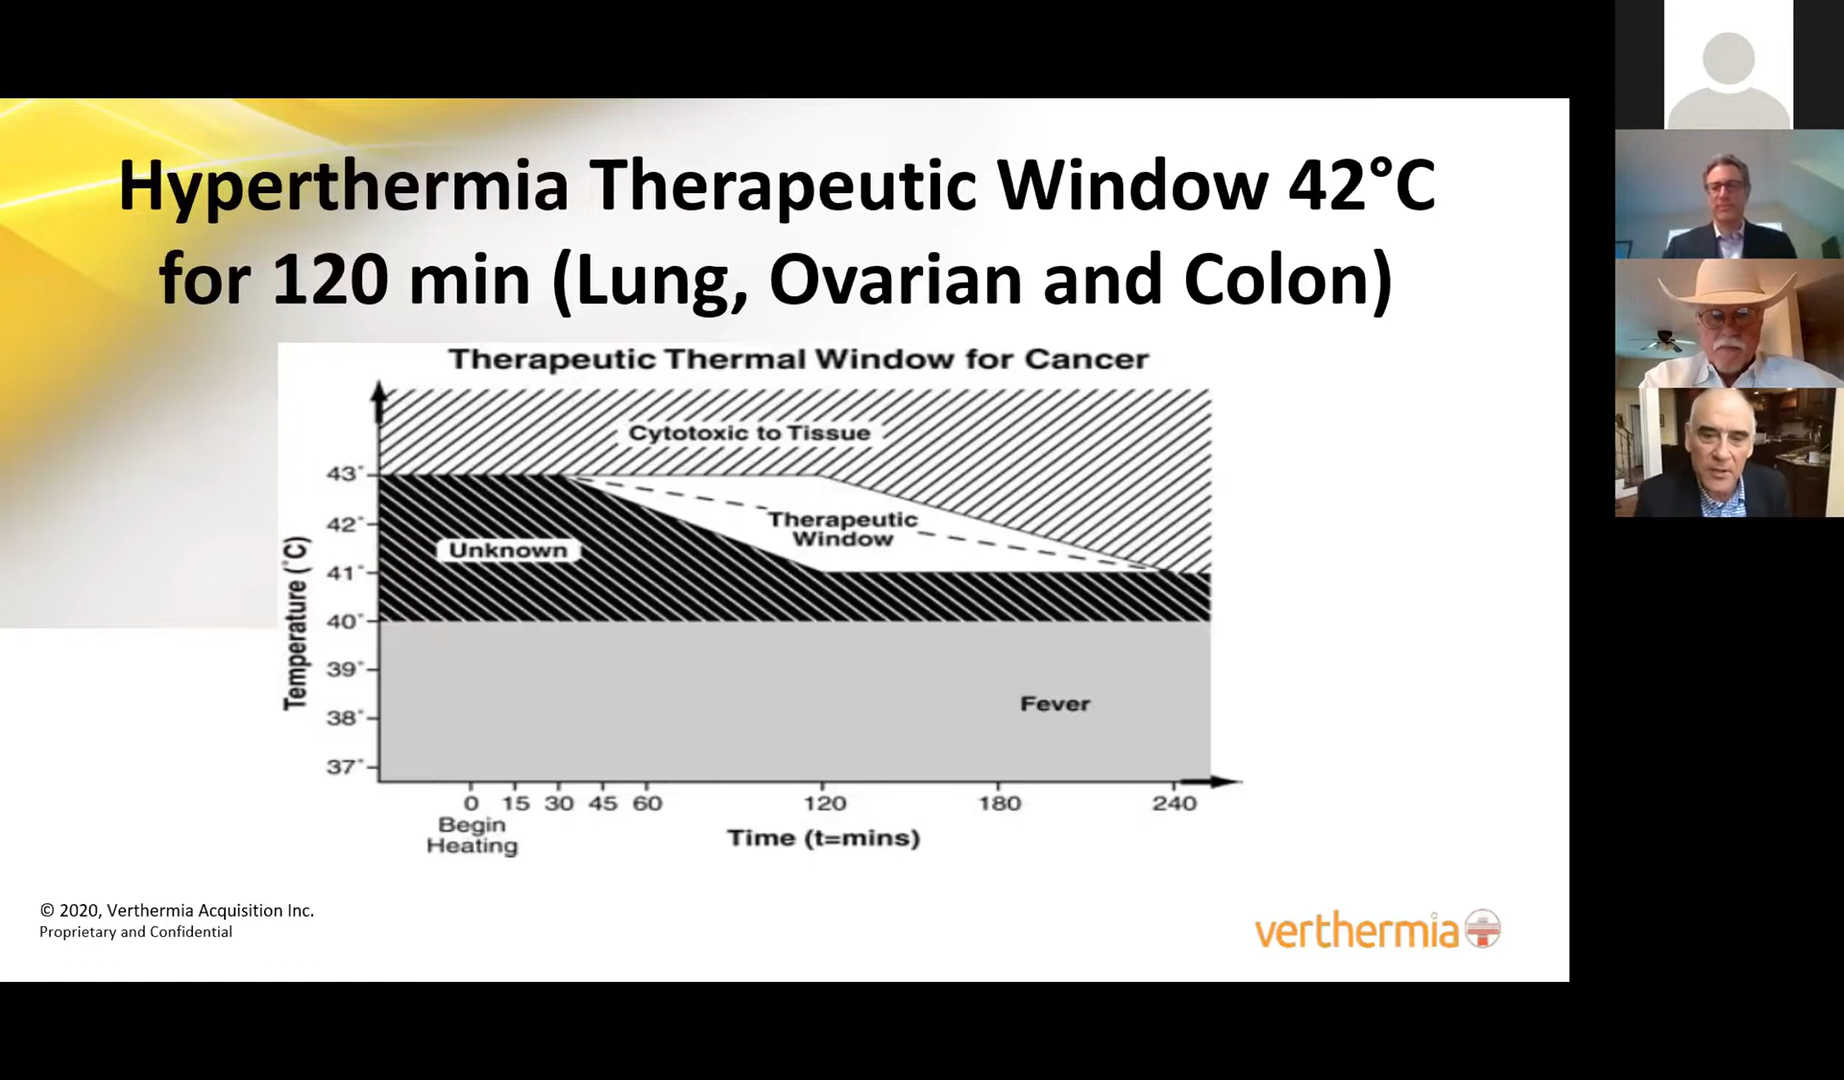 Hyperthermia Therapeutic Window 42°C
for 120 min (Lung, Ovarian and Colon)
Therapeutic Thermal Window for Cancer
Cytotoxic to Tissue
43°
42°
41°
40°
39°
38°
37°
Temperature (°C)
Therapeutic
Window
Unknown
Fever
0 15 30 45 60 120 180 240
Begin
Heating
Time (t=mins)
© 2020, Verthermia Acquisition Inc.
Proprietary and Confidential
verthermia